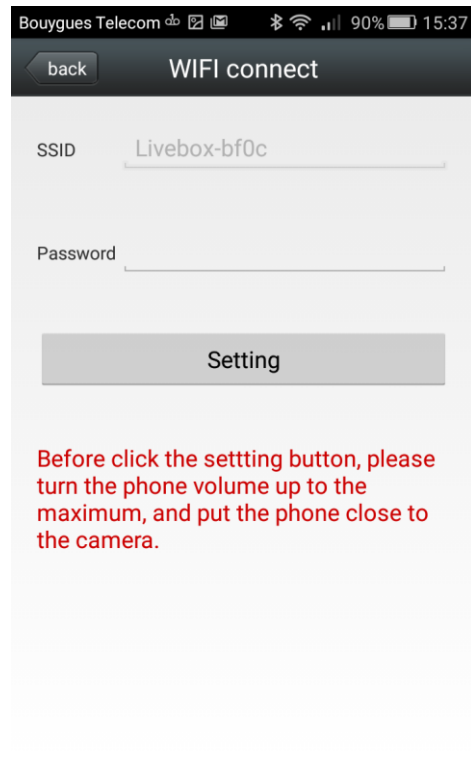 Bouygues Telecom 90% 15:37
back WIFI connect
SSID Livebox-bf0c
Password
Setting
Before click the settting button, please
turn the phone volume up to the
maximum, and put the phone close to
the camera.